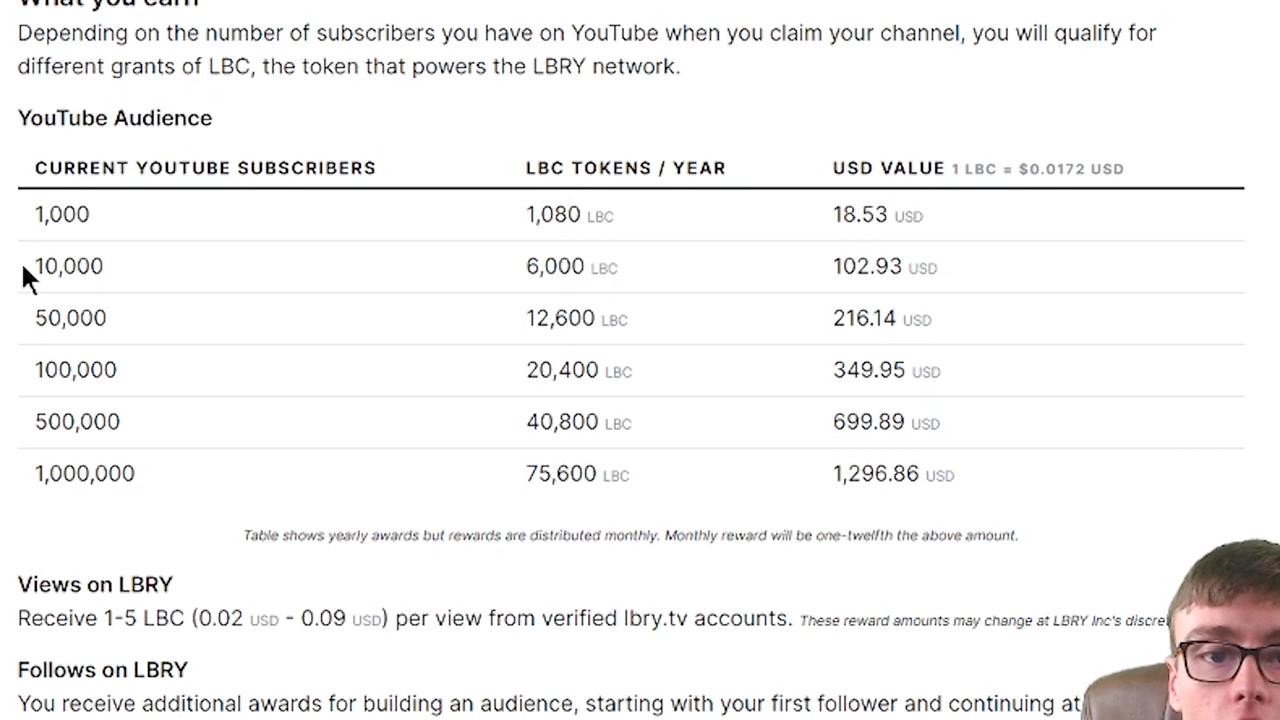 What you earn
Depending on the number of subscribers you have on YouTube when you claim your channel, you will qualify for
different grants of LBC, the token that powers the LBRY network.
YouTube Audience
CURRENT YOUTUBE SUBSCRIBERS LBC TOKENS / YEAR USD VALUE 1 LBC = $0.0172 USD
1,000 1,080 LBC 18.53 USD
10,000 6,000 LBC 102.93 USD
50,000 12,600 LBC 216.14 USD
100,000 20,400 LBC 349.95 USD
500,000 40,800 LBC 699.89 USD
1,000,000 75,600 LBC 1,296.86 USD
Table shows yearly awards but rewards are distributed monthly. Monthly reward will be one-twelfth the above amount.
Views on LBRY
Receive 1-5 LBC (0.02 USD - 0.09 USD) per view from verified lbry.tv accounts. These reward amounts may change at LBRY Inc's
Follows on LBRY
You receive additional awards for building an audience, starting with your first follower and continuing at